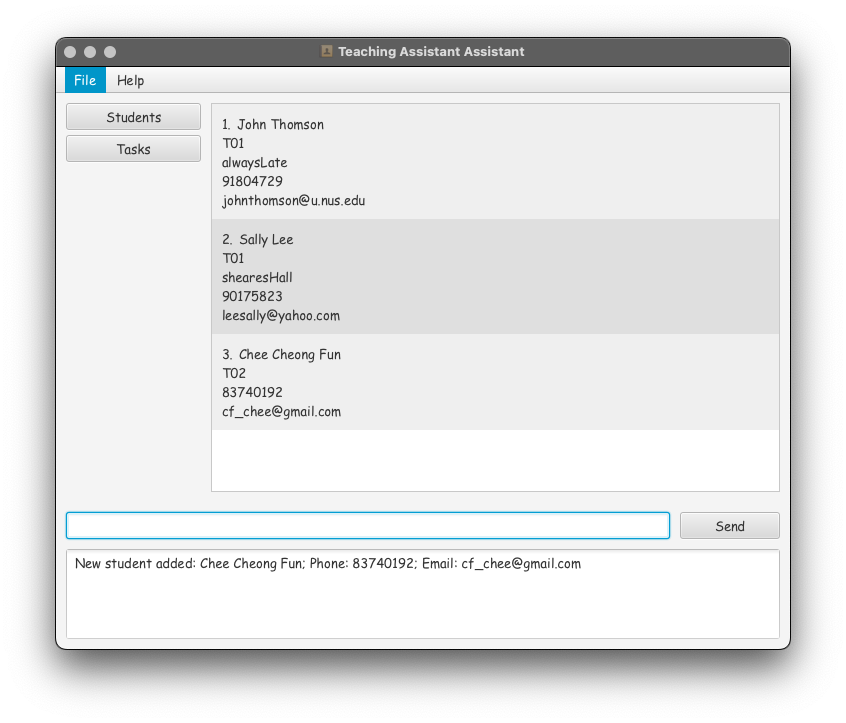 Teaching Assistant Assistant
File Help
Students
Tasks
1. John Thomson
T01
alwaysLate
91804729
johnthomson@u.nus.edu
2. Sally Lee
T01
shearesHall
90175823
leesally@yahoo.com
3. Chee Cheong Fun
T02
83740192
cf_chee@gmail.com
Send
New student added: Chee Cheong Fun; Phone: 83740192; Email: cf_chee@gmail.com